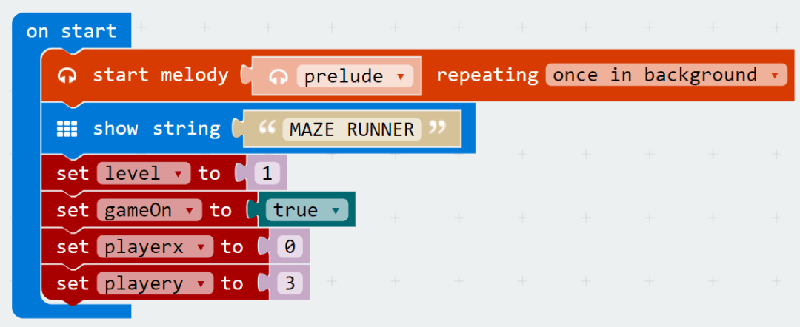 on start
start melody prelude repeating once in background
show string “ MAZE RUNNER ”
set level to 1
set gameOn to true
set playerx to 0
set playery to 3